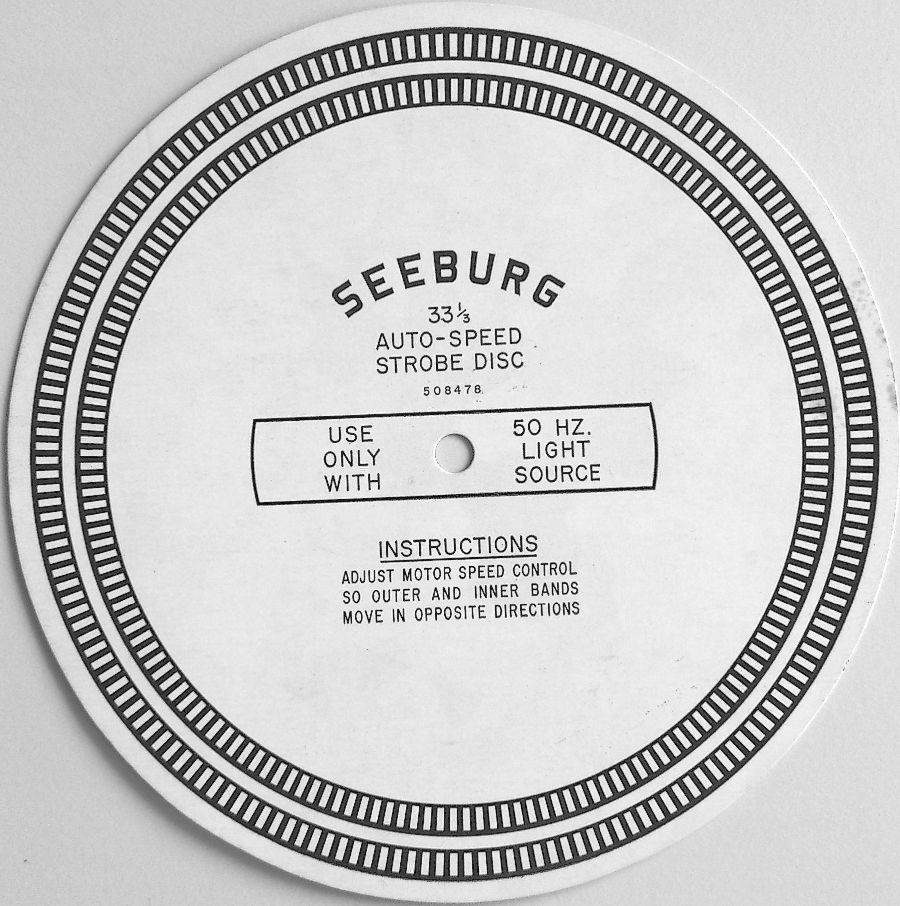 SEEBURG
33⅓
AUTO-SPEED
STROBE DISC
508478
USE
ONLY
WITH
50 HZ.
LIGHT
SOURCE
INSTRUCTIONS
ADJUST MOTOR SPEED CONTROL
SO OUTER AND INNER BANDS
MOVE IN OPPOSITE DIRECTIONS